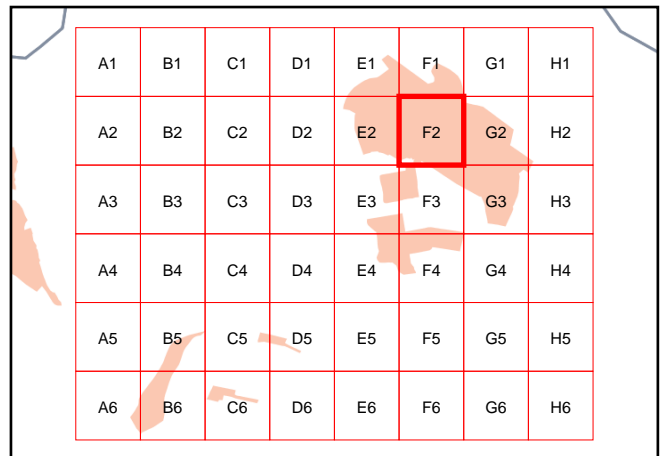 A1 B1 C1 D1 E1 F1 G1 H1
A2 B2 C2 D2 E2 F2 G2 H2
A3 B3 C3 D3 E3 F3 G3 H3
A4 B4 C4 D4 E4 F4 G4 H4
A5 B5 C5 D5 E5 F5 G5 H5
A6 B6 C6 D6 E6 F6 G6 H6